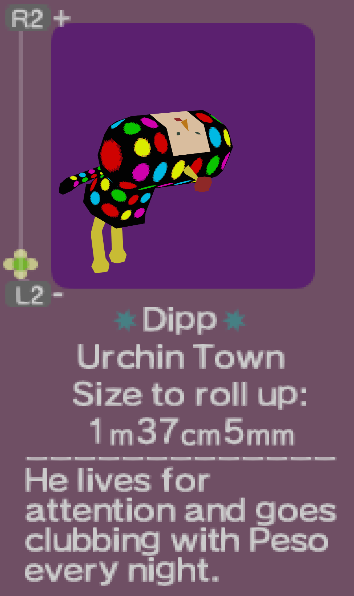 R2 +
L2 -
Dipp
Urchin Town
Size to roll up:
1m37cm5mm
He lives for
attention and goes
clubbing with Peso
every night.